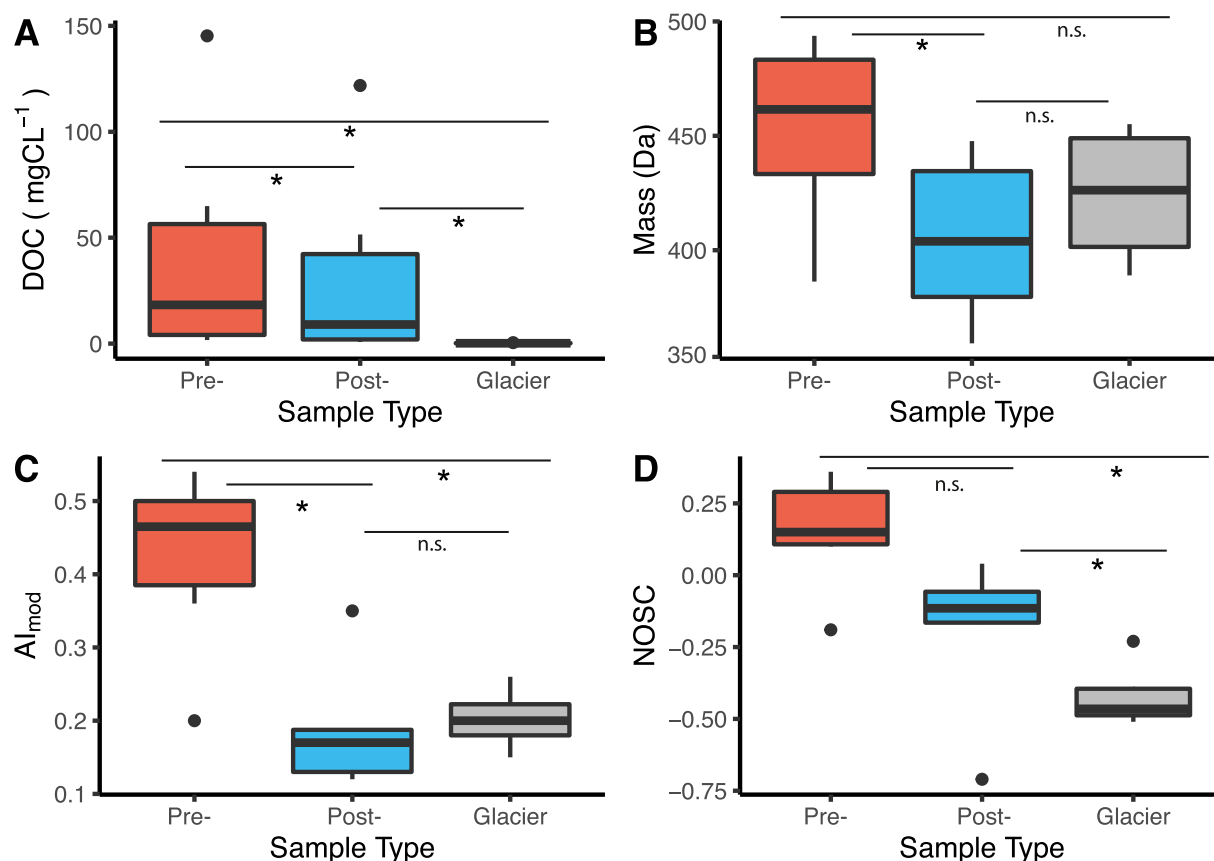 A
DOC ( mgCL⁻¹ )
150
100
50
0
*
*
*
Pre-
Post-
Glacier
Sample Type
B
Mass (Da)
500
450
400
350
n.s.
*
n.s.
Pre-
Post-
Glacier
Sample Type
C
AImod
0.5
0.4
0.3
0.2
0.1
*
*
n.s.
Pre-
Post-
Glacier
Sample Type
D
NOSC
0.25
0.00
−0.25
−0.50
−0.75
*
n.s.
*
Pre-
Post-
Glacier
Sample Type